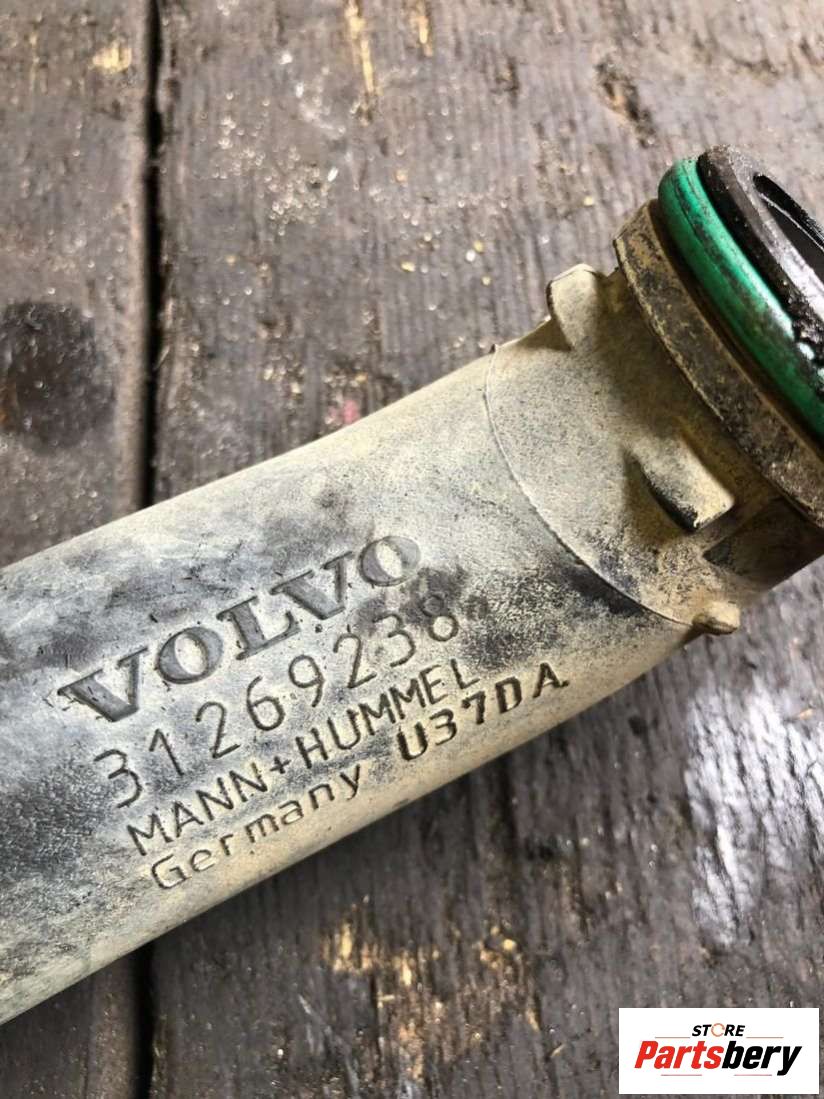 VOLVO
31269238
MANN+HUMMEL
Germany U37DA
STORE
Partsbery